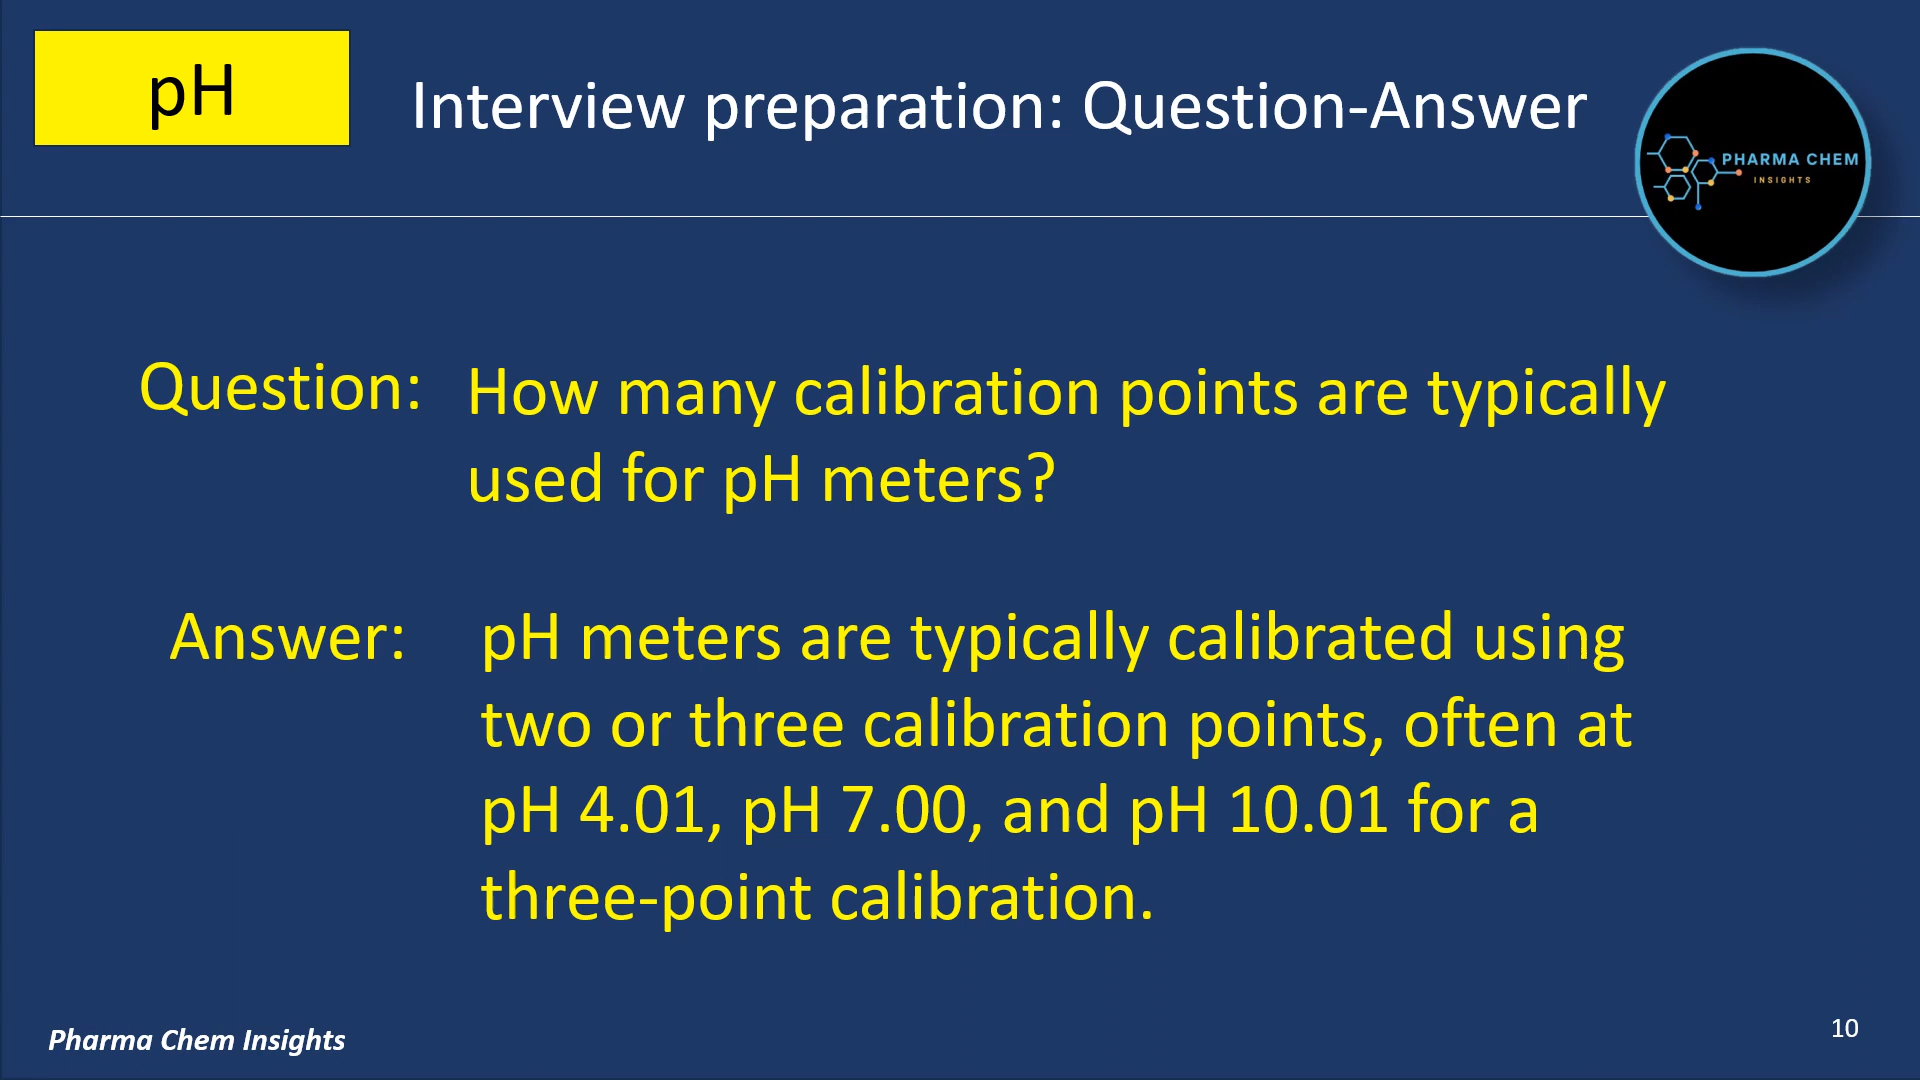 pH
Interview preparation: Question-Answer
PHARMA CHEM
INSIGHTS
Question: How many calibration points are typically
used for pH meters?
Answer: pH meters are typically calibrated using
two or three calibration points, often at
pH 4.01, pH 7.00, and pH 10.01 for a
three-point calibration.
Pharma Chem Insights
10